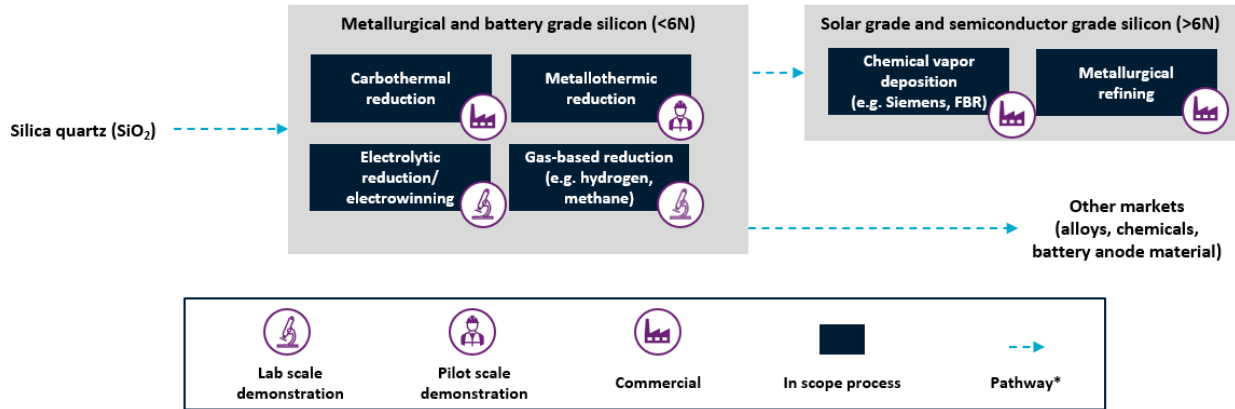 Metallurgical and battery grade silicon (<6N)
Solar grade and semiconductor grade silicon (>6N)
Carbothermal
reduction
Metallothermic
reduction
Chemical vapor
deposition
(e.g. Siemens, FBR)
Metallurgical
refining
Silica quartz (SiO₂)
Electrolytic
reduction/
electrowinning
Gas-based reduction
(e.g. hydrogen,
methane)
Other markets
(alloys, chemicals,
battery anode material)
Lab scale
demonstration
Pilot scale
demonstration
Commercial
In scope process
Pathway*